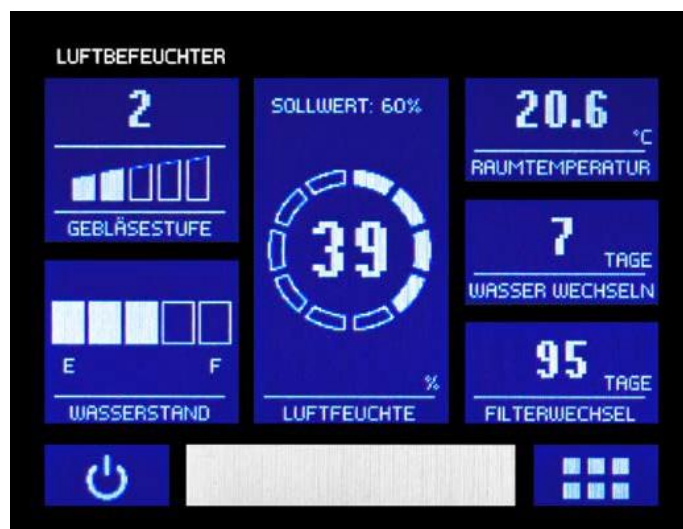 LUFTBEFEUCHTER
2
GEBLÄSESTUFE
E F
WASSERSTAND
SOLLWERT: 60%
39
%
LUFTFEUCHTE
20.6 °C
RAUMTEMPERATUR
7 TAGE
WASSER WECHSELN
95 TAGE
FILTERWECHSEL